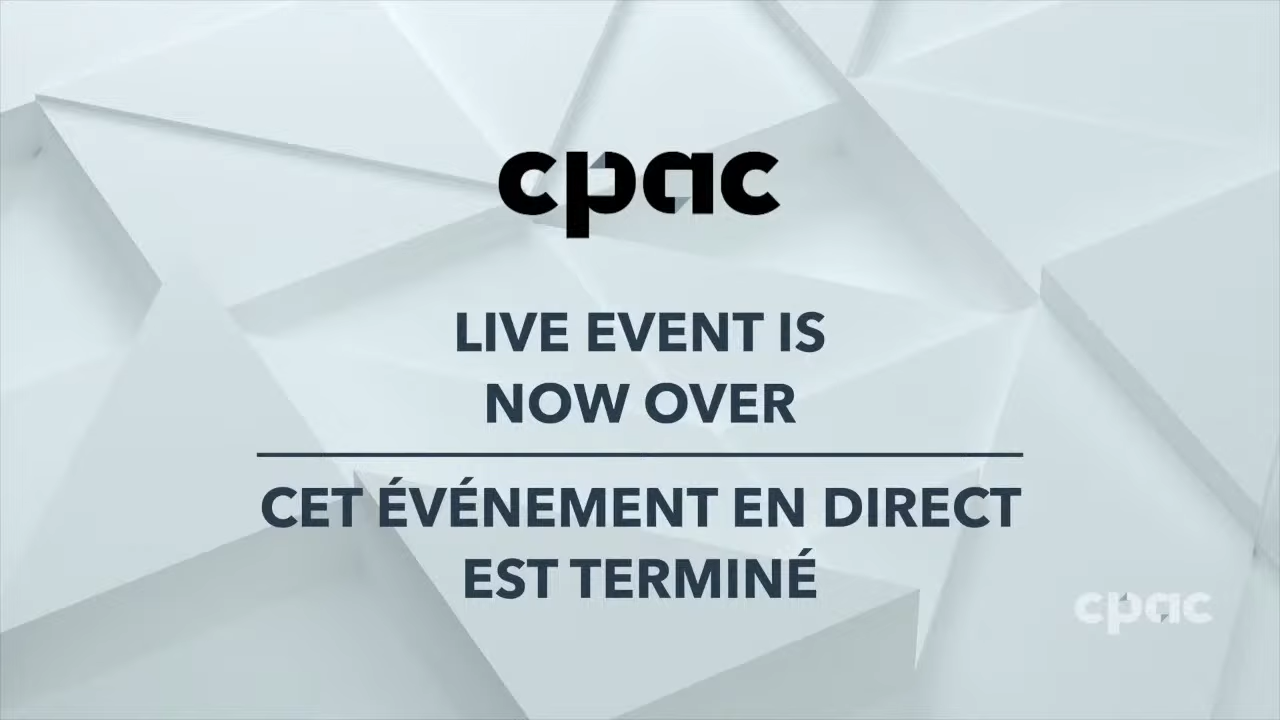 cpac
LIVE EVENT IS
NOW OVER
CET ÉVÉNEMENT EN DIRECT
EST TERMINÉ
cpac